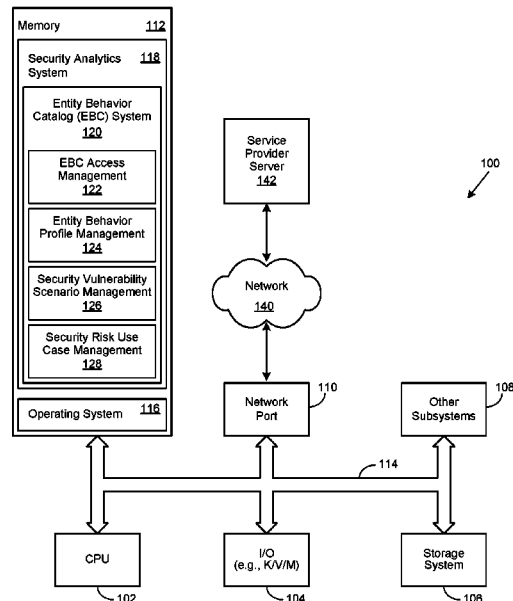 Memory 112
Security Analytics 118
System
Entity Behavior
Catalog (EBC) System
120
EBC Access
Management
122
Entity Behavior
Profile Management
124
Security Vulnerability
Scenario Management
126
Security Risk Use
Case Management
128
Operating System 116
Service
Provider
Server
142
100
Network
140
Network
Port
110
Other
Subsystems
108
114
CPU
102
I/O
(e.g., K/V/M)
104
Storage
System
106